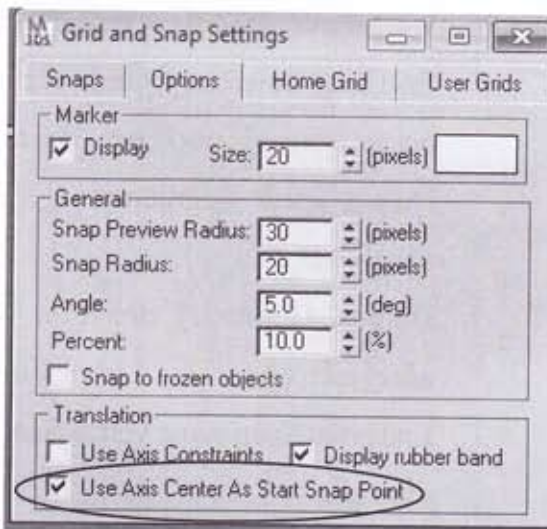 Grid and Snap Settings
Snaps Options Home Grid User Grids
Marker
Display Size: 20 (pixels)
General
Snap Preview Radius: 30 (pixels)
Snap Radius: 20 (pixels)
Angle: 5.0 (deg)
Percent: 10.0 (%)
Snap to frozen objects
Translation
Use Axis Constraints Display rubber band
Use Axis Center As Start Snap Point